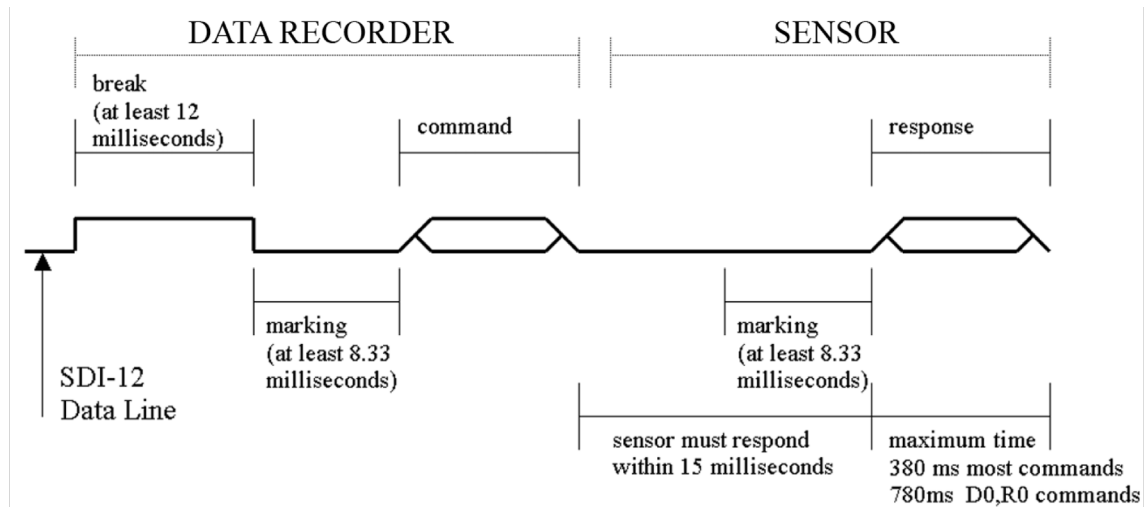 DATA RECORDER
SENSOR
break
(at least 12
milliseconds)
command
response
marking
(at least 8.33
milliseconds)
marking
(at least 8.33
milliseconds)
SDI-12
Data Line
sensor must respond
within 15 milliseconds
maximum time
380 ms most commands
780ms D0,R0 commands